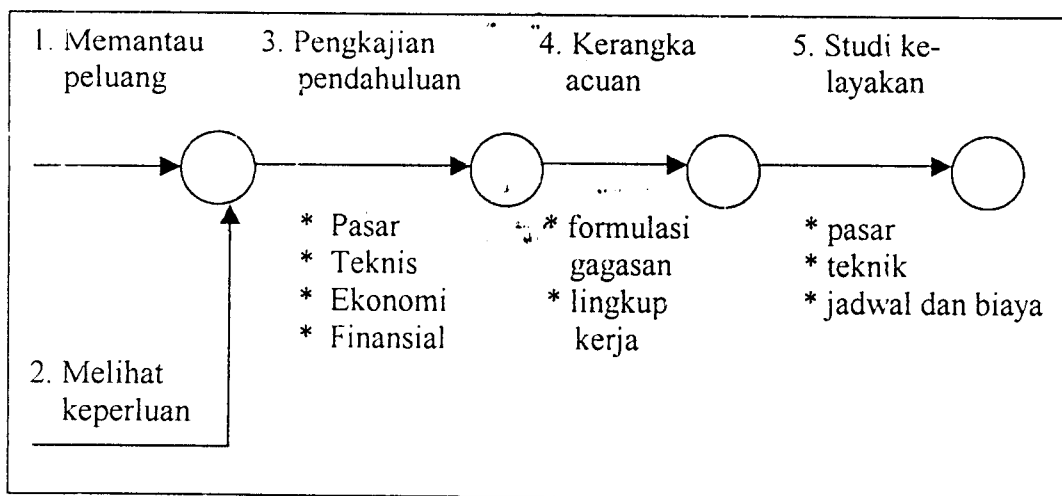 1. Memantau
peluang
3. Pengkajian
pendahuluan
4. Kerangka
acuan
5. Studi ke-
layakan
* Pasar
* Teknis
* Ekonomi
* Finansial
* formulasi
gagasan
* lingkup
kerja
* pasar
* teknik
* jadwal dan biaya
2. Melihat
keperluan